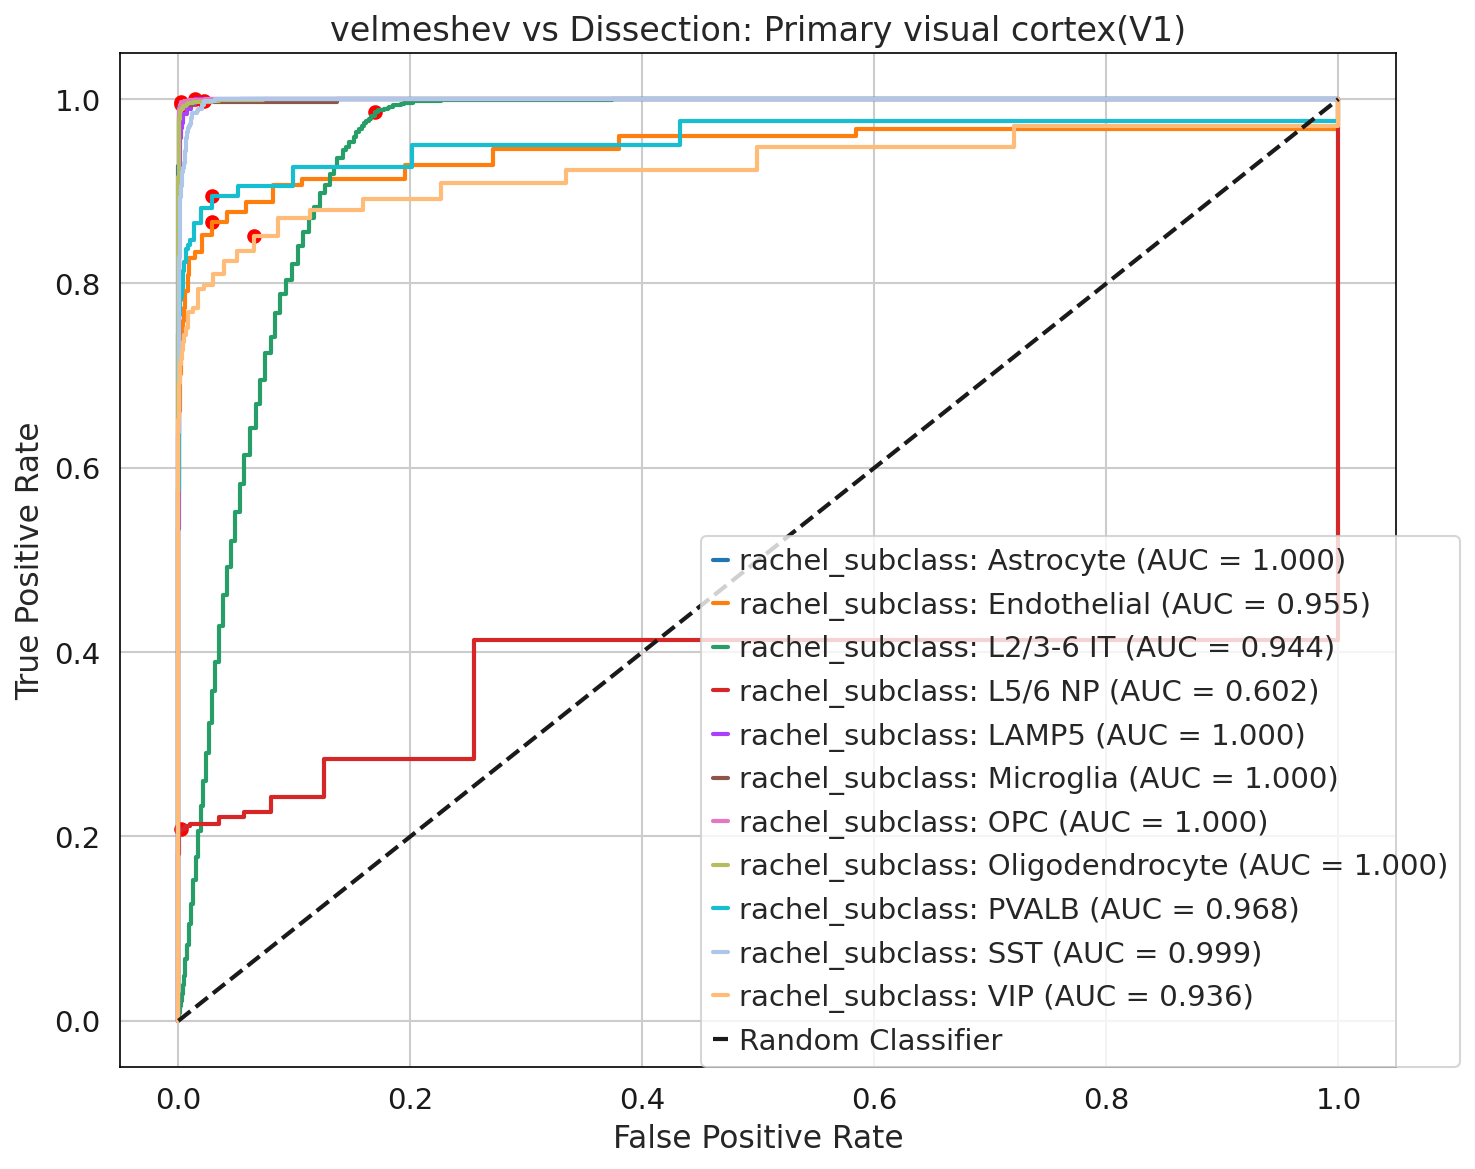 velmeshev vs Dissection: Primary visual cortex(V1)
1.0
0.8
0.6
0.4
0.2
0.0
True Positive Rate
rachel_subclass: Astrocyte (AUC = 1.000)
rachel_subclass: Endothelial (AUC = 0.955)
rachel_subclass: L2/3-6 IT (AUC = 0.944)
rachel_subclass: L5/6 NP (AUC = 0.602)
rachel_subclass: LAMP5 (AUC = 1.000)
rachel_subclass: Microglia (AUC = 1.000)
rachel_subclass: OPC (AUC = 1.000)
rachel_subclass: Oligodendrocyte (AUC = 1.000)
rachel_subclass: PVALB (AUC = 0.968)
rachel_subclass: SST (AUC = 0.999)
rachel_subclass: VIP (AUC = 0.936)
Random Classifier
0.0 0.2 0.4 0.6 0.8 1.0
False Positive Rate